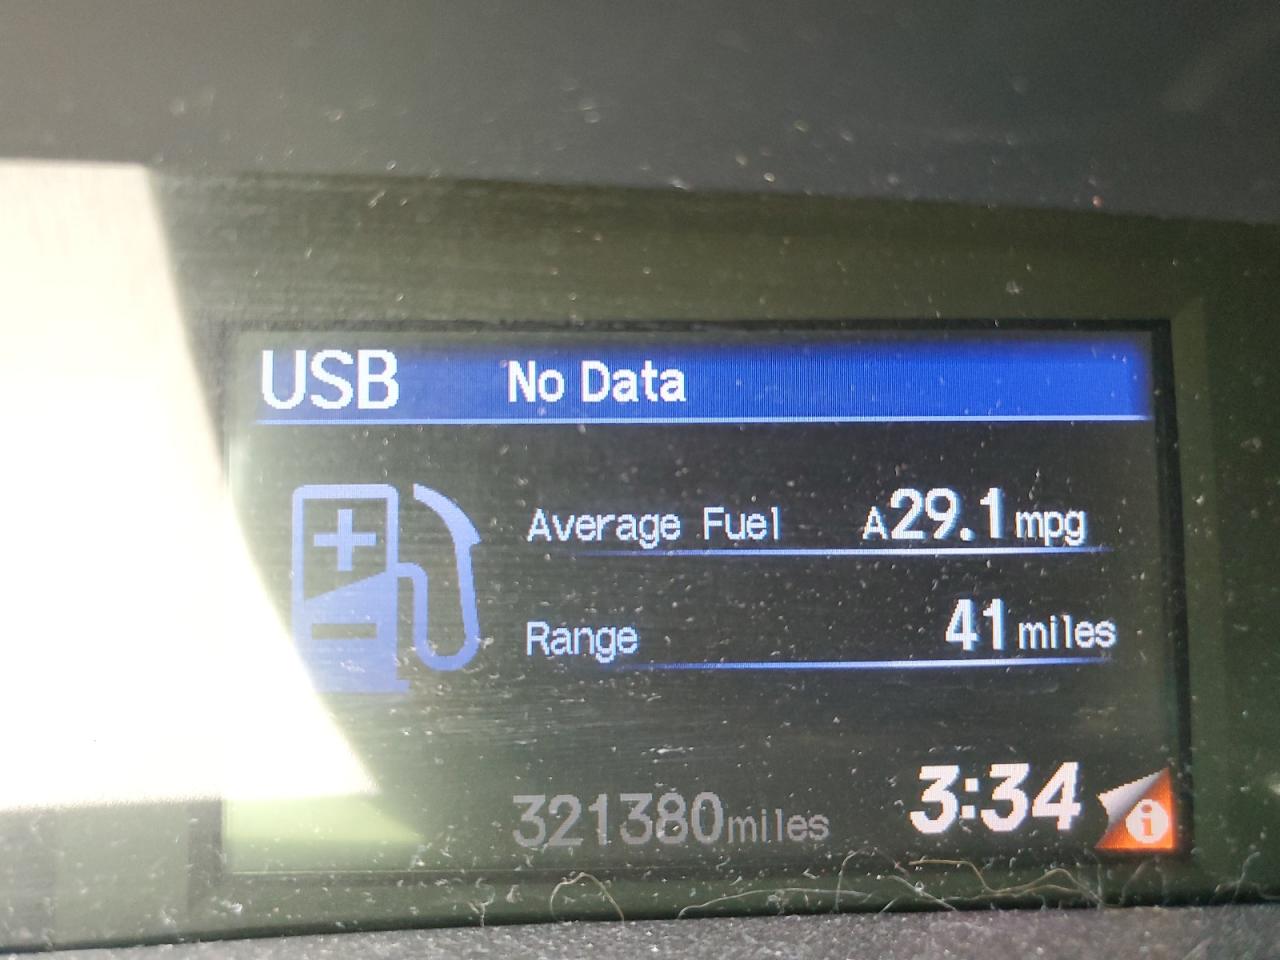 USB No Data
Average Fuel A29.1mpg
Range 41miles
321380miles 3:34 i